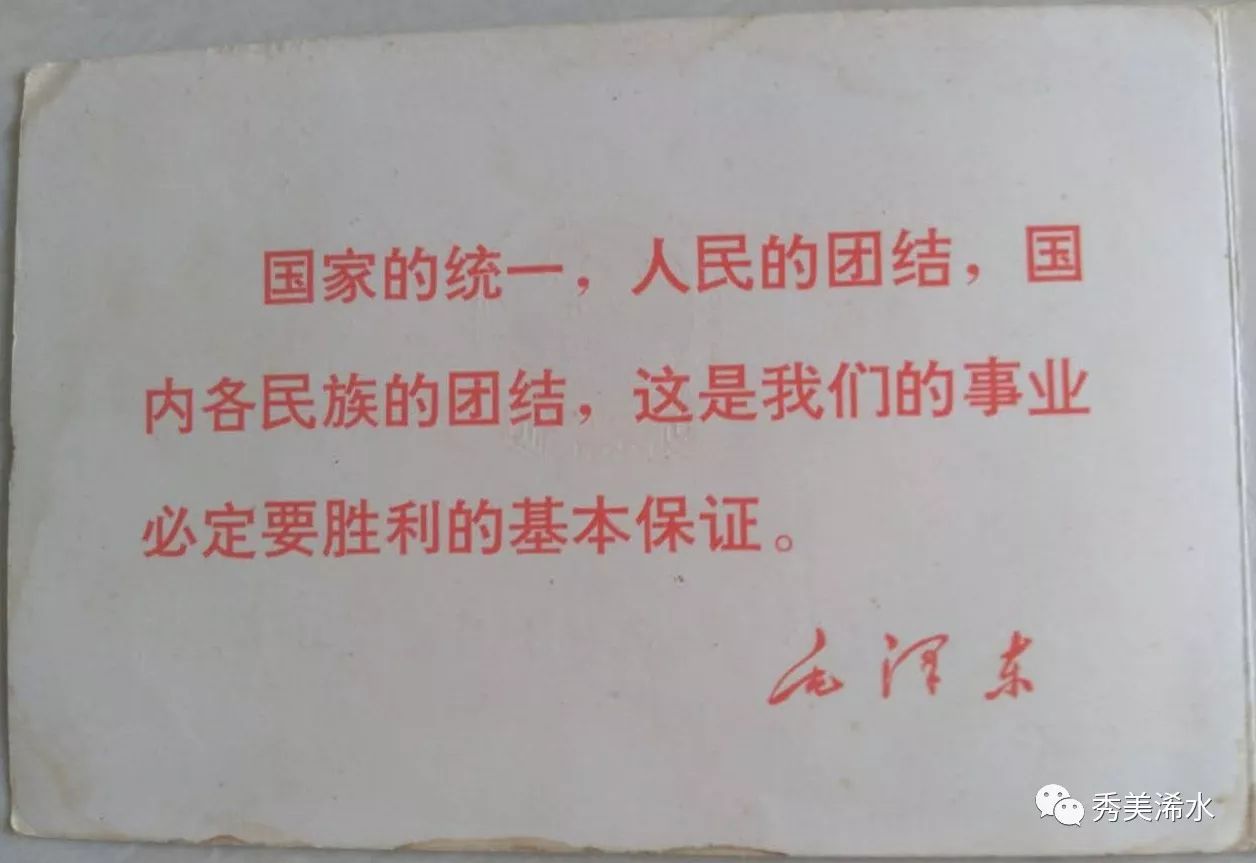 国家的统一，人民的团结，国
内各民族的团结，这是我们的事业
必定要胜利的基本保证。
毛泽东
秀美浠水